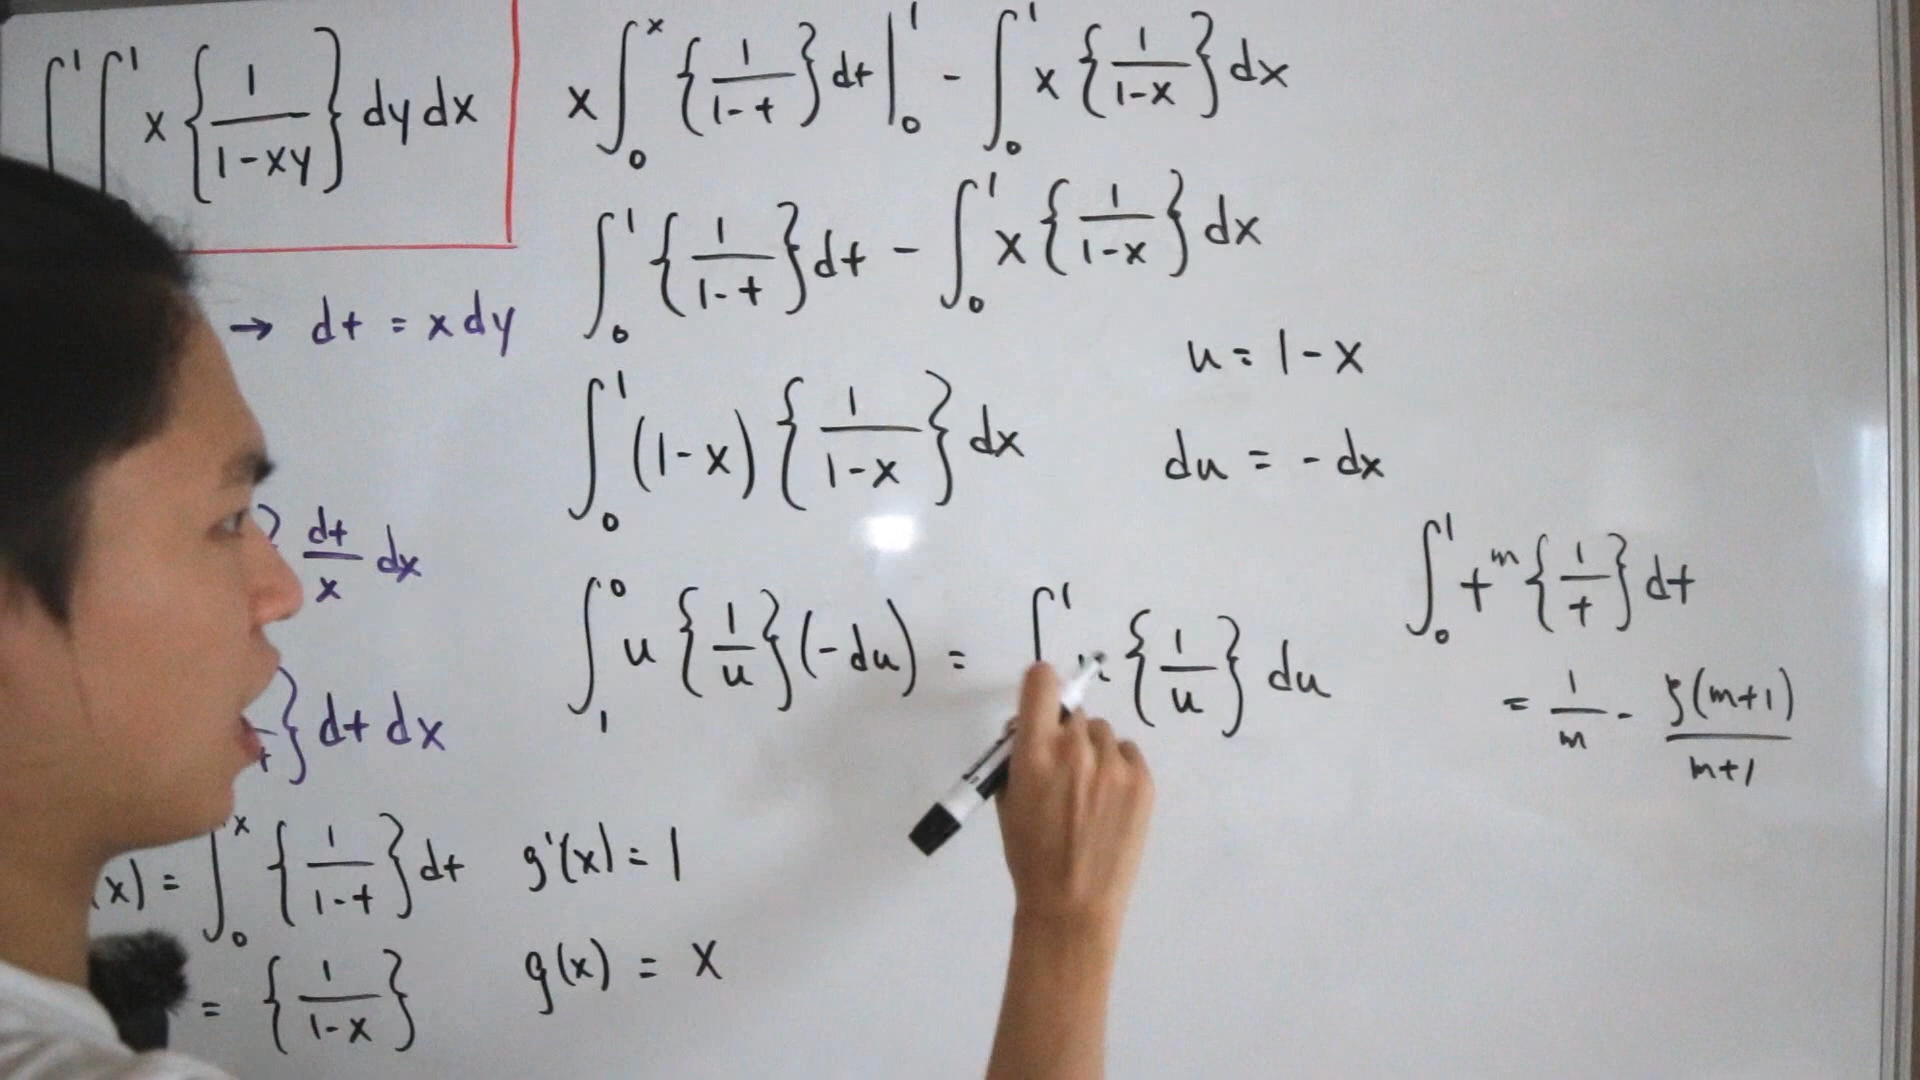 ∫₀¹∫₀¹ x {1/(1-xy)} dy dx
→ dt = x dy
} dt/x dx
} dt dx
(x) = ∫₀ˣ {1/(1-t)} dt   g'(x) = 1
= {1/(1-x)}   g(x) = x
x ∫₀ˣ {1/(1-t)} dt |₀¹ - ∫₀¹ x {1/(1-x)} dx
∫₀¹ {1/(1-t)} dt - ∫₀¹ x {1/(1-x)} dx
u = 1-x
∫₀¹ (1-x) {1/(1-x)} dx
du = -dx
∫₁⁰ u {1/u} (-du) = ∫ ¹ {1/u} du
∫₀¹ tᵐ {1/t} dt
= 1/m - ζ(m+1)/(m+1)